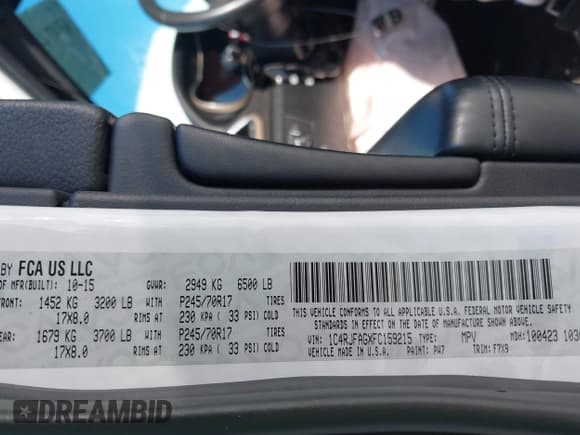 BY FCA US LLC
OF MFR(BUILT): 10-15 GVWR: 2949 KG 6500 LB
FRONT: 1452 KG 3200 LB WITH P245/70R17 TIRES
17X8.0 RIMS AT 230 KPA ( 33 PSI) COLD
REAR: 1679 KG 3700 LB WITH P245/70R17 TIRES
17X8.0 RIMS AT 230 KPA ( 33 PSI) COLD
THIS VEHICLE CONFORMS TO ALL APPLICABLE U.S.A. FEDERAL MOTOR VEHICLE SAFETY
STANDARDS IN EFFECT ON THE DATE OF MANUFACTURE SHOWN ABOVE.
VIN: 1C4RJFAGXFC159215 TYPE: MPV MDH: 100423 103
VEHICLE MADE IN U.S.A. PAINT: PW7 TRIM: F7X9
DREAMBID